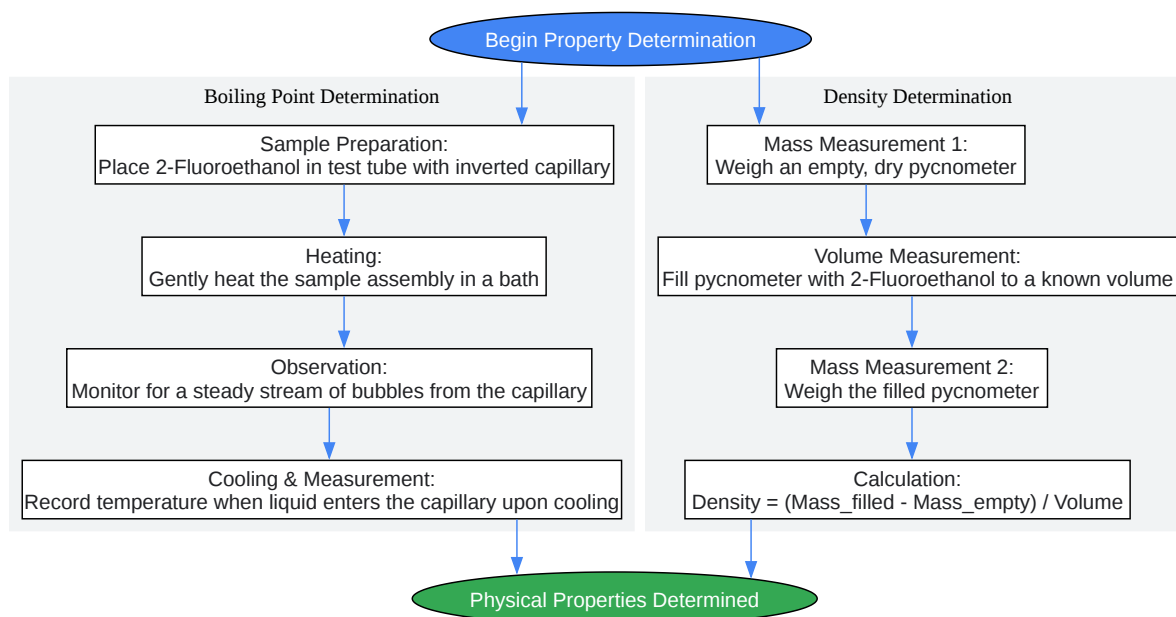 Begin Property Determination
Boiling Point Determination
Sample Preparation:
Place 2-Fluoroethanol in test tube with inverted capillary
Heating:
Gently heat the sample assembly in a bath
Observation:
Monitor for a steady stream of bubbles from the capillary
Cooling & Measurement:
Record temperature when liquid enters the capillary upon cooling
Density Determination
Mass Measurement 1:
Weigh an empty, dry pycnometer
Volume Measurement:
Fill pycnometer with 2-Fluoroethanol to a known volume
Mass Measurement 2:
Weigh the filled pycnometer
Calculation:
Density = (Mass_filled - Mass_empty) / Volume
Physical Properties Determined